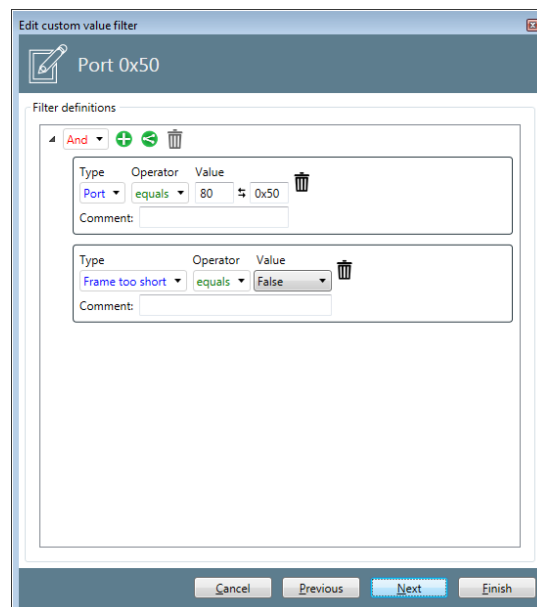 Edit custom value filter
Port 0x50
Filter definitions
And
Type Operator Value
Port equals 80 0x50
Comment:
Type Operator Value
Frame too short equals False
Comment:
Cancel Previous Next Finish